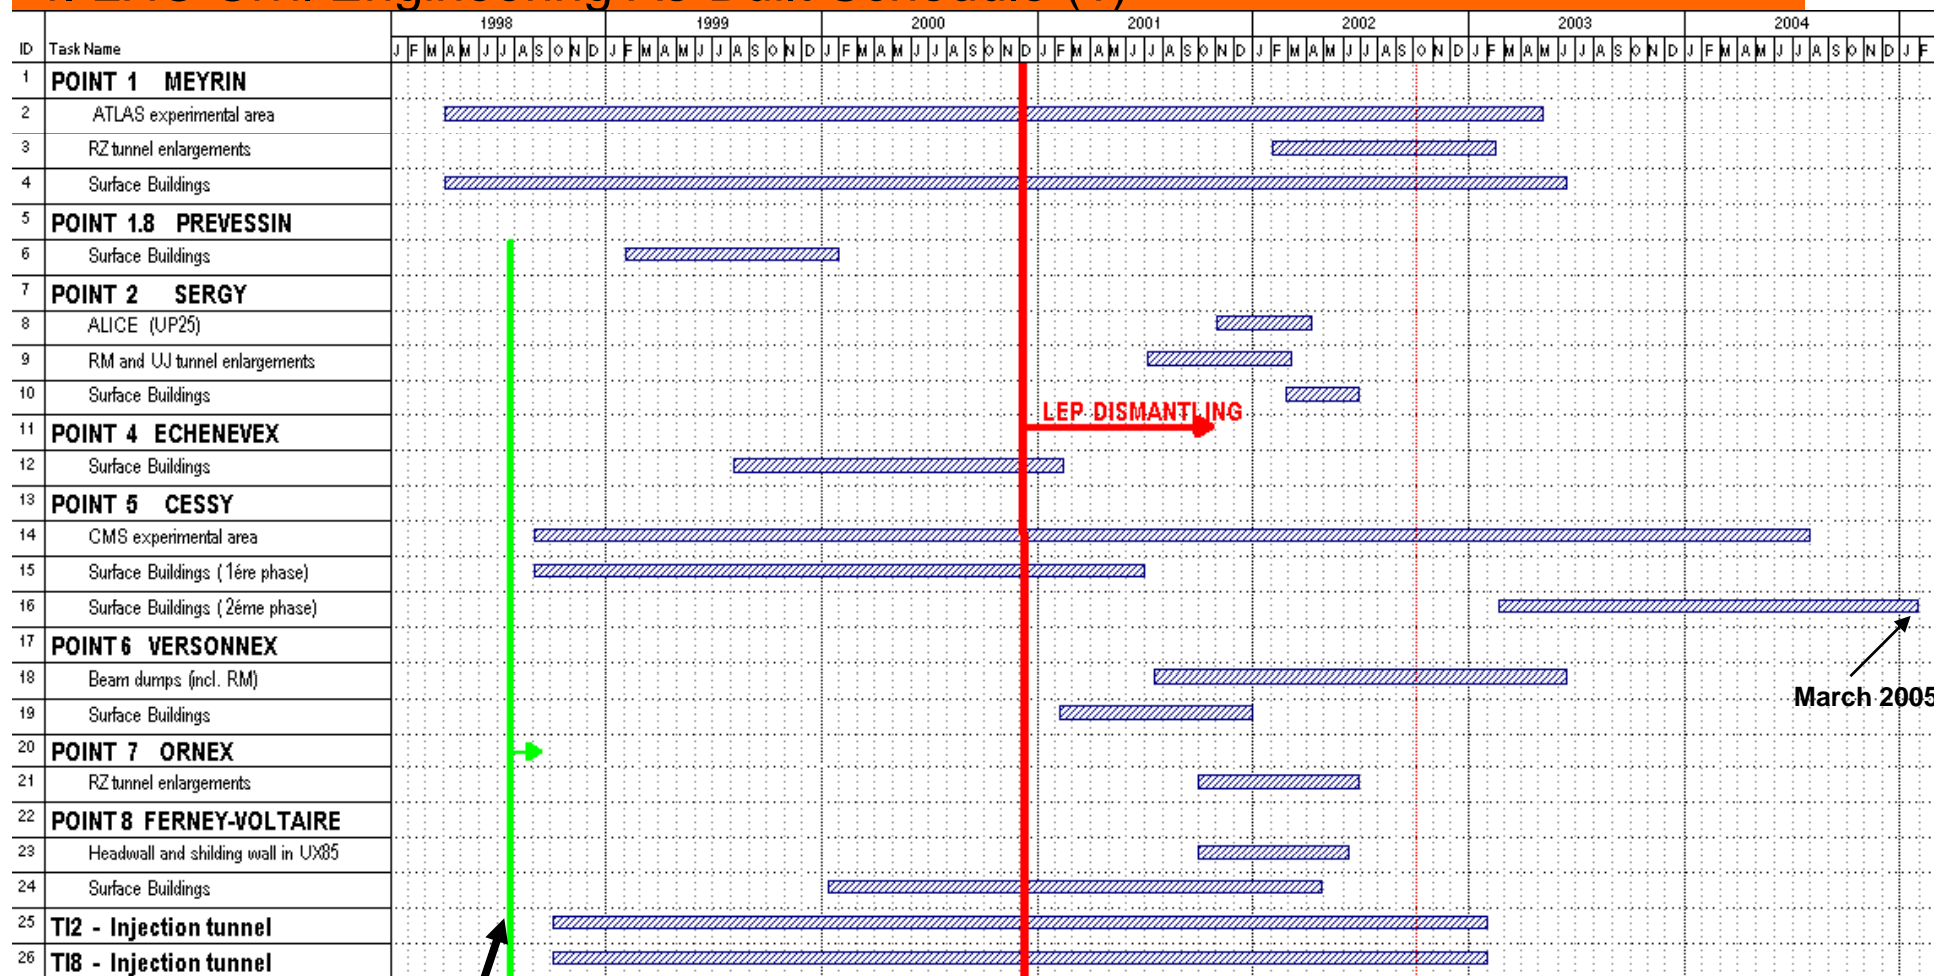 1998 1999 2000 2001 2002 2003 2004
ID Task Name J F M A M J J A S O N D J F M A M J J A S O N D J F M A M J J A S O N D J F M A M J J A S O N D J F M A M J J A S O N D J F M A M J J A S O N D J F M A M J J A S O N D J F
1 POINT 1 MEYRIN
2 ATLAS experimental area
3 RZ tunnel enlargements
4 Surface Buildings
5 POINT 1.8 PREVESSIN
6 Surface Buildings
7 POINT 2 SERGY
8 ALICE (UP25)
9 RM and UJ tunnel enlargements
10 Surface Buildings
LEP DISMANTLING
11 POINT 4 ECHENEVEX
12 Surface Buildings
13 POINT 5 CESSY
14 CMS experimental area
15 Surface Buildings (1ére phase)
16 Surface Buildings (2éme phase)
17 POINT 6 VERSONNEX
18 Beam dumps (incl. RM)
March 2005
19 Surface Buildings
20 POINT 7 ORNEX
21 RZ tunnel enlargements
22 POINT 8 FERNEY-VOLTAIRE
23 Headwall and shilding wall in UX85
24 Surface Buildings
25 TI2 - Injection tunnel
26 TI8 - Injection tunnel